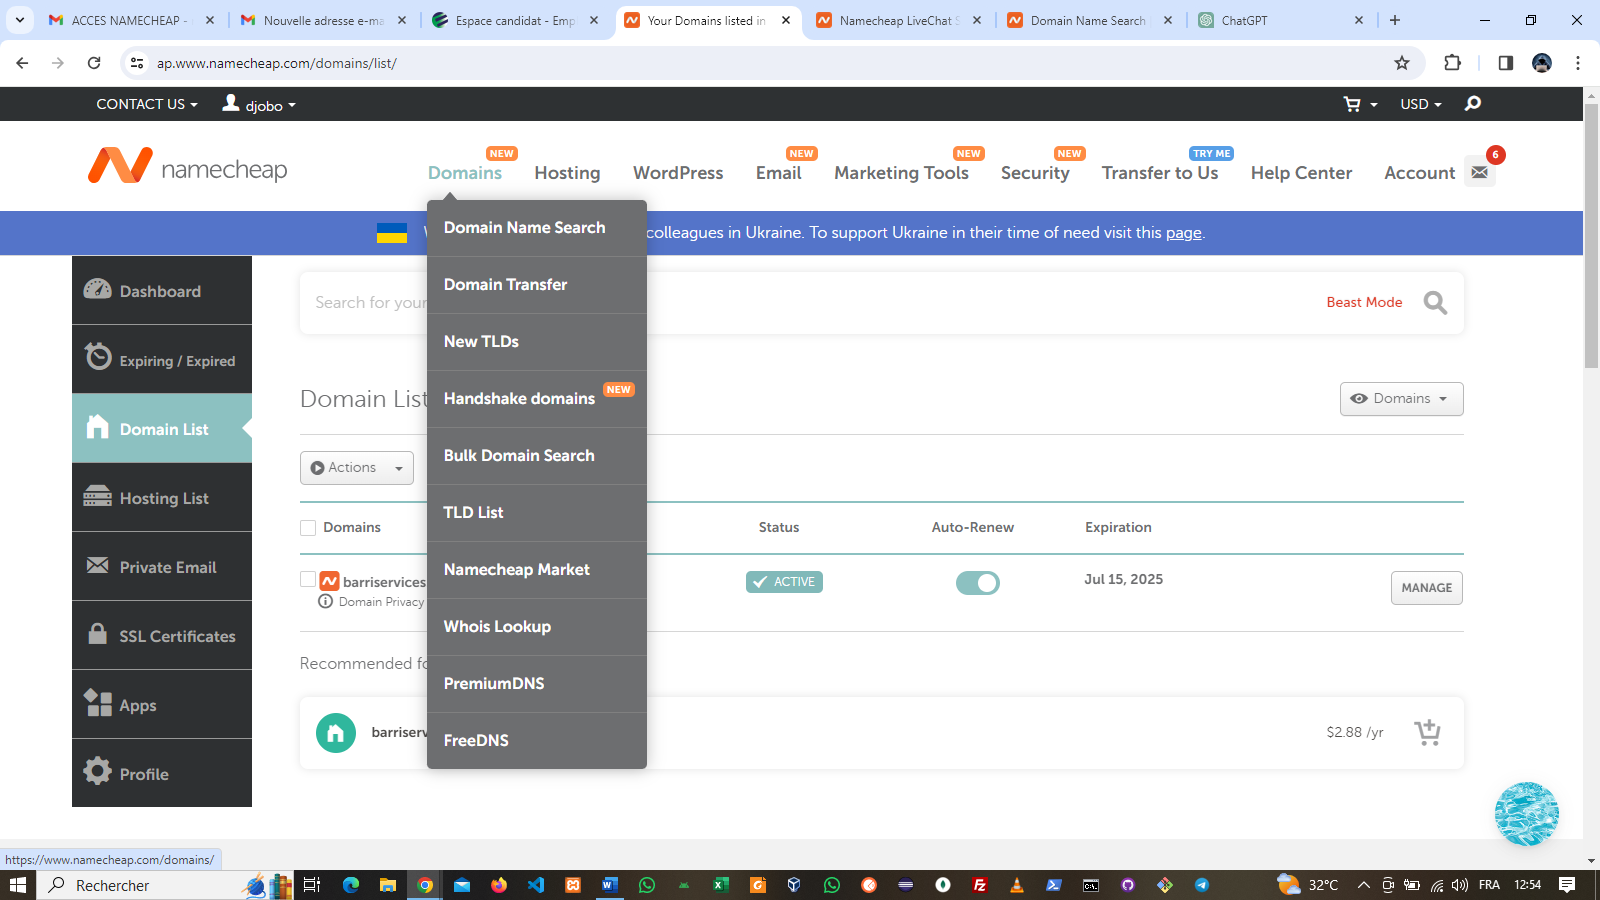 ACCES NAMECHEAP -
Nouvelle adresse e-ma
Espace candidat - Emp
Your Domains listed in
Namecheap LiveChat S
Domain Name Search
ChatGPT
ap.www.namecheap.com/domains/list/
CONTACT US
djobo
USD
namecheap
Domains NEW
Hosting
WordPress
Email NEW
Marketing Tools NEW
Security NEW
Transfer to Us TRY ME
Help Center
Account
6
colleagues in Ukraine. To support Ukraine in their time of need visit this page.
Domain Name Search
Domain Transfer
New TLDs
Handshake domains NEW
Bulk Domain Search
TLD List
Namecheap Market
Whois Lookup
PremiumDNS
FreeDNS
Dashboard
Expiring / Expired
Domain List
Hosting List
Private Email
SSL Certificates
Apps
Profile
Search for your
Beast Mode
Domain List
Domains
Actions
Domains Status Auto-Renew Expiration
barriservices ACTIVE Jul 15, 2025 MANAGE
Domain Privacy
Recommended fo
barriserv $2.88 /yr
https://www.namecheap.com/domains/
Rechercher
32°C
FRA
12:54